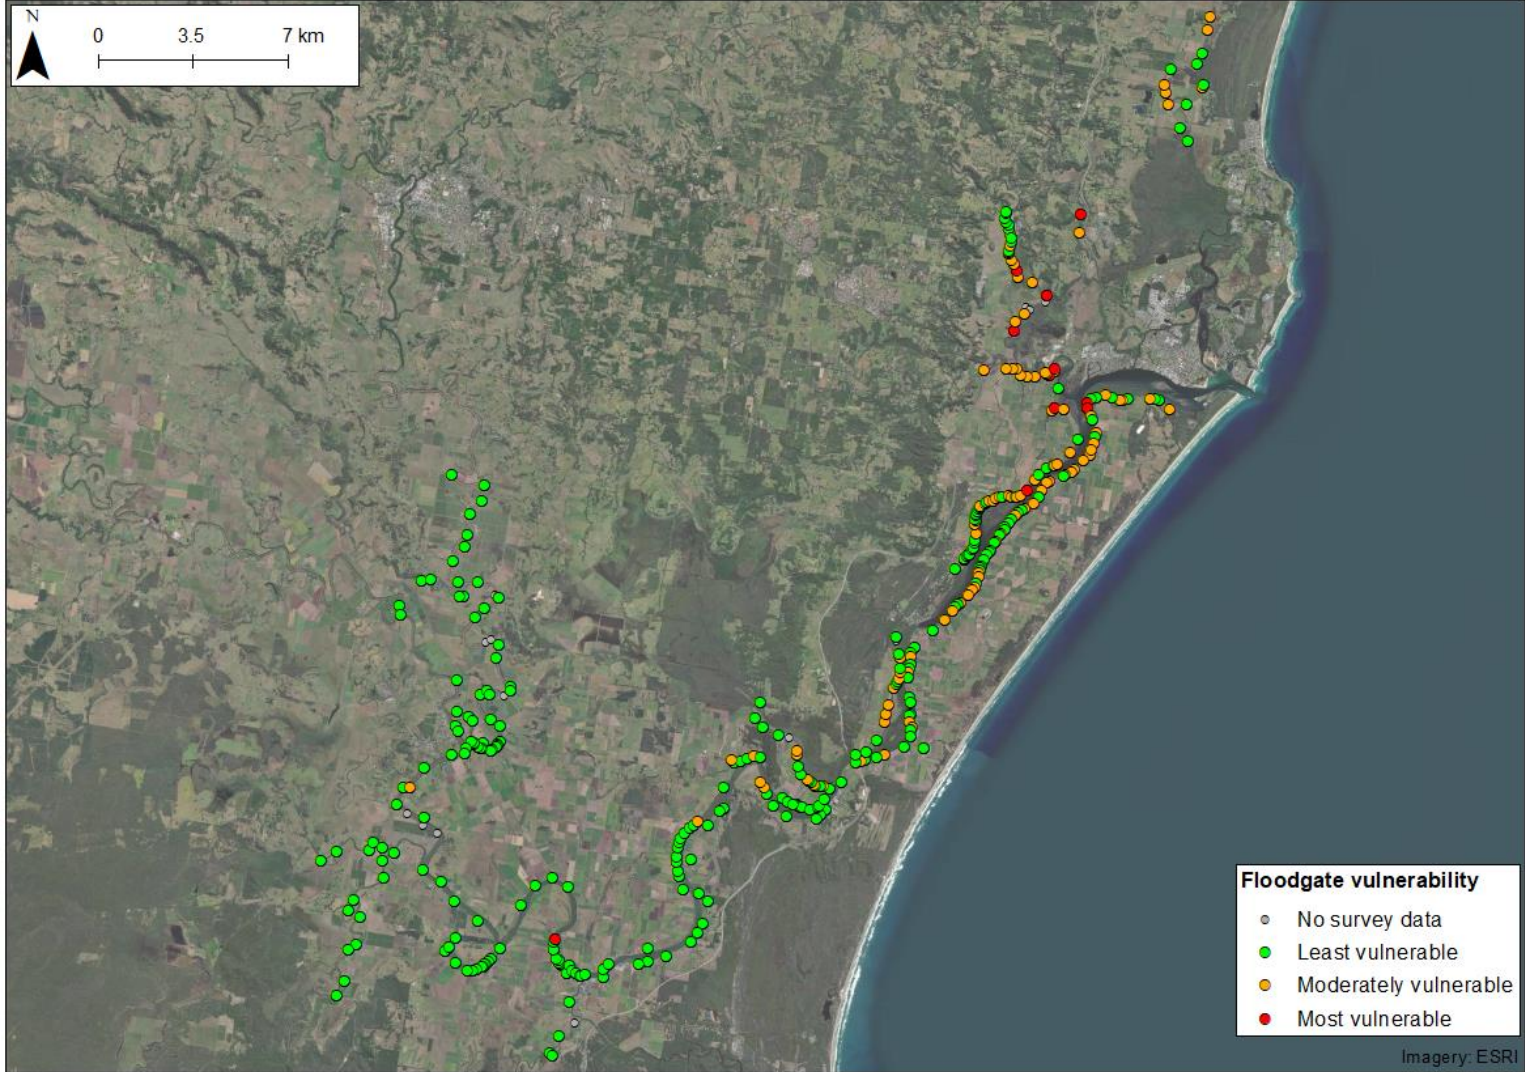 N
0 3.5 7 km
Floodgate vulnerability
No survey data
Least vulnerable
Moderately vulnerable
Most vulnerable
Imagery: ESRI